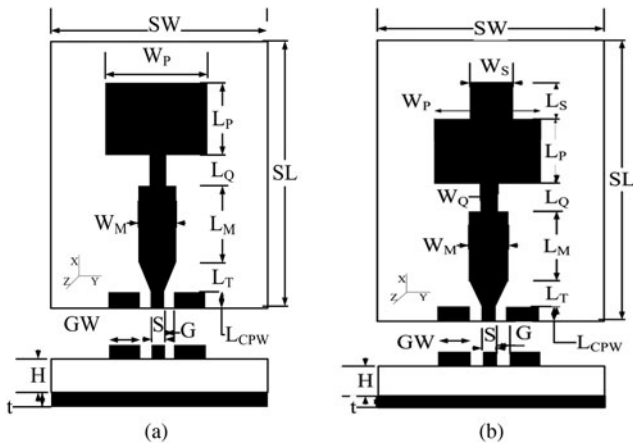 SW
W_P
L_P
L_Q
SL
W_M
L_M
X
Z Y
L_T
GW
S
G
L_CPW
H
t
(a)
SW
W_S
W_P
L_S
L_P
SL
W_Q
L_Q
W_M
L_M
X
Z Y
L_T
GW
S
G
L_CPW
H
t
(b)